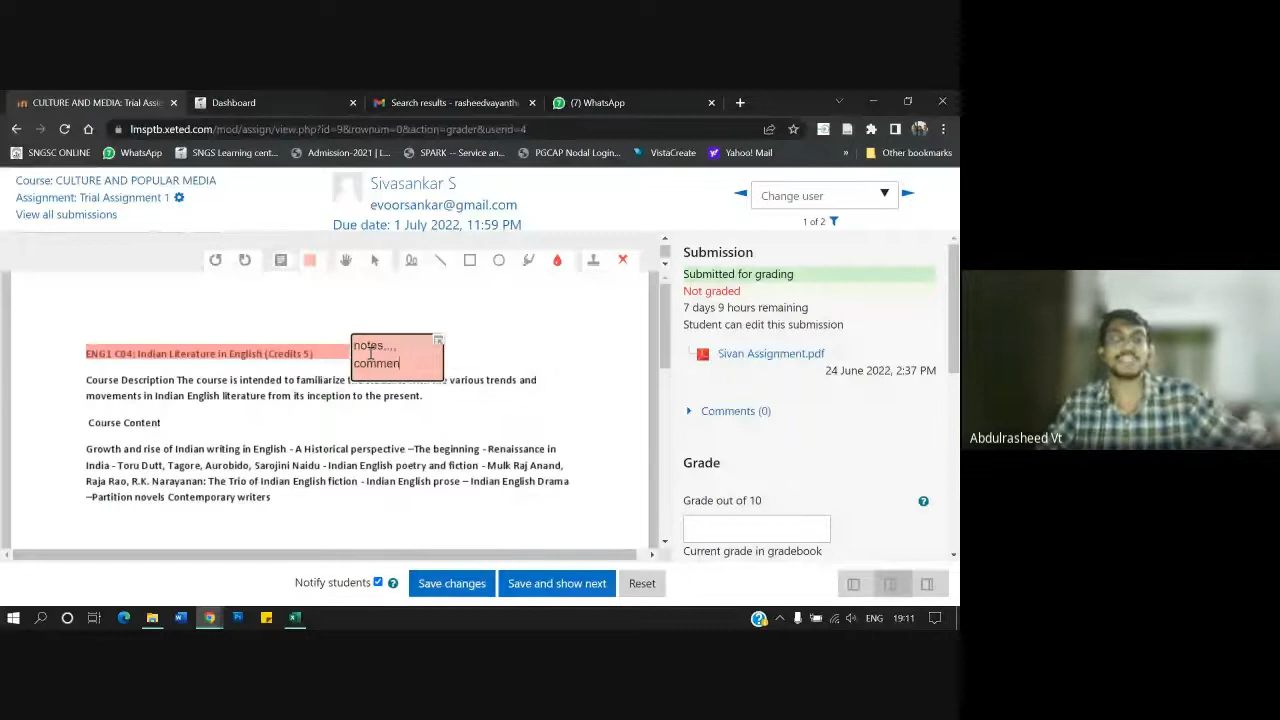 CULTURE AND MEDIA: Trial Assi
Dashboard
Search results - rasheedvayanth
(7) WhatsApp
lmsptb.xeted.com/mod/assign/view.php?id=9&rownum=0&action=grader&userid=4
SNGSC ONLINE
WhatsApp
SNGS Learning cent...
Admission-2021 | L...
SPARK -- Service an...
PGCAP Nodal Login...
VistaCreate
Yahoo! Mail
»
Other bookmarks
Course: CULTURE AND POPULAR MEDIA
Assignment: Trial Assignment 1
View all submissions
Sivasankar S
evoorsankar@gmail.com
Due date: 1 July 2022, 11:59 PM
Change user
1 of 2
ENG1 C04: Indian Literature in English (Credits 5)
notes..,,
commen
Course Description The course is intended to familiarize various trends and
movements in Indian English literature from its inception to the present.
Course Content
Growth and rise of Indian writing in English - A Historical perspective –The beginning - Renaissance in
India - Toru Dutt, Tagore, Aurobido, Sarojini Naidu - Indian English poetry and fiction - Mulk Raj Anand,
Raja Rao, R.K. Narayanan: The Trio of Indian English fiction - Indian English prose – Indian English Drama
–Partition novels Contemporary writers
Submission
Submitted for grading
Not graded
7 days 9 hours remaining
Student can edit this submission
Sivan Assignment.pdf
24 June 2022, 2:37 PM
Comments (0)
Grade
Grade out of 10
Current grade in gradebook
Notify students
Save changes
Save and show next
Reset
ENG
19:11
Abdulrasheed Vt